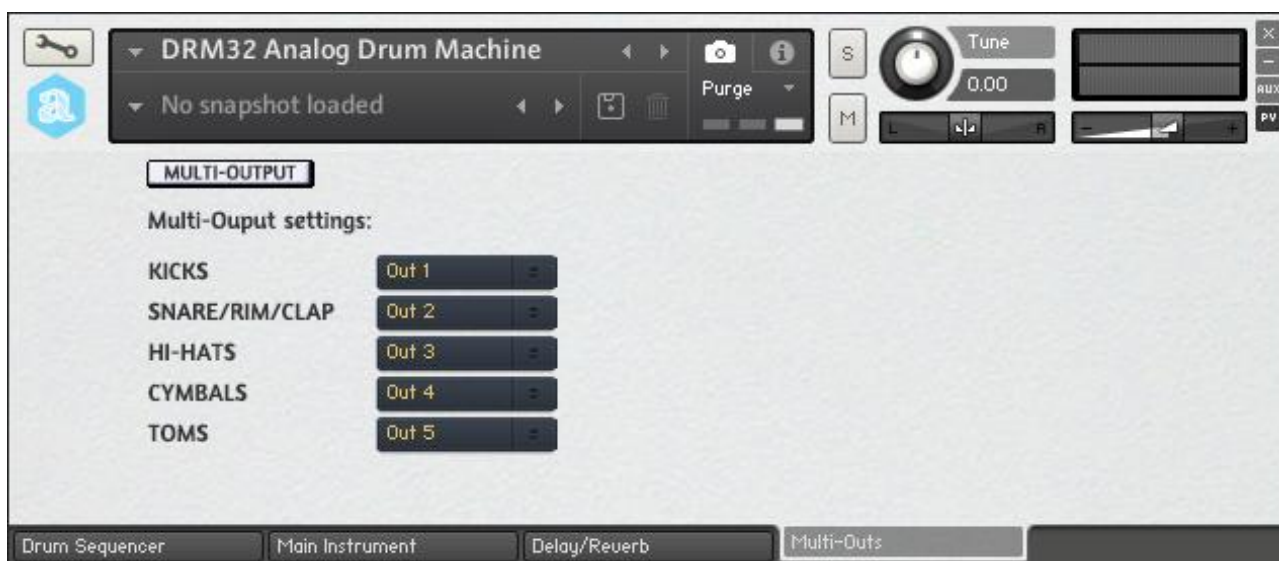 DRM32 Analog Drum Machine
No snapshot loaded
Purge
S
M
Tune
0.00
L
R
×
−
AUX
PV
− +
MULTI-OUTPUT
Multi-Ouput settings:
KICKS Out 1
SNARE/RIM/CLAP Out 2
HI-HATS Out 3
CYMBALS Out 4
TOMS Out 5
Drum Sequencer Main Instrument Delay/Reverb Multi-Outs